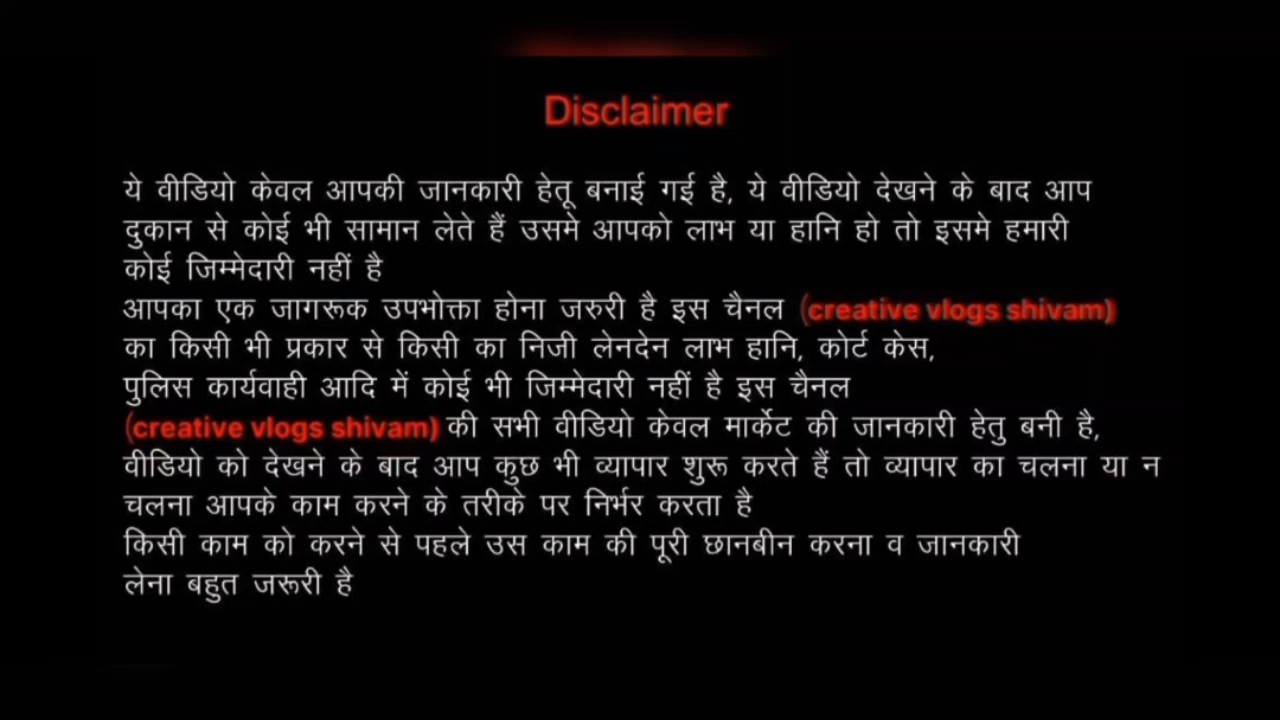 Disclaimer
ये वीडियो केवल आपकी जानकारी हेतू बनाई गई है, ये वीडियो देखने के बाद आप
दुकान से कोई भी सामान लेते हैं उसमे आपको लाभ या हानि हो तो इसमे हमारी
कोई जिम्मेदारी नहीं है
आपका एक जागरूक उपभोक्ता होना जरुरी है इस चैनल (creative vlogs shivam)
का किसी भी प्रकार से किसी का निजी लेनदेन लाभ हानि, कोर्ट केस,
पुलिस कार्यवाही आदि में कोई भी जिम्मेदारी नहीं है इस चैनल
(creative vlogs shivam) की सभी वीडियो केवल मार्केट की जानकारी हेतु बनी है,
वीडियो को देखने के बाद आप कुछ भी व्यापार शुरू करते हैं तो व्यापार का चलना या न
चलना आपके काम करने के तरीके पर निर्भर करता है
किसी काम को करने से पहले उस काम की पूरी छानबीन करना व जानकारी
लेना बहुत जरूरी है